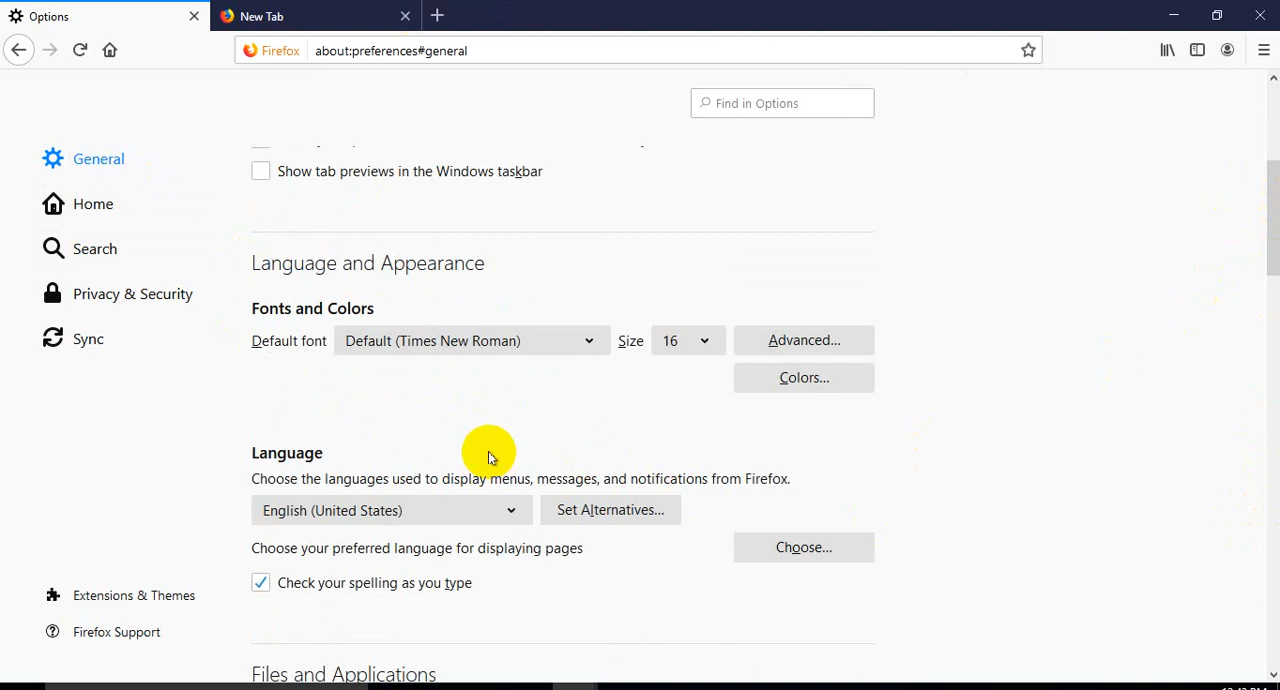 Options
New Tab
Firefox about:preferences#general
Find in Options
General
Home
Search
Privacy & Security
Sync
Extensions & Themes
Firefox Support
Show tab previews in the Windows taskbar
Language and Appearance
Fonts and Colors
Default font Default (Times New Roman) Size 16 Advanced...
Colors...
Language
Choose the languages used to display menus, messages, and notifications from Firefox.
English (United States) Set Alternatives...
Choose your preferred language for displaying pages Choose...
Check your spelling as you type
Files and Applications